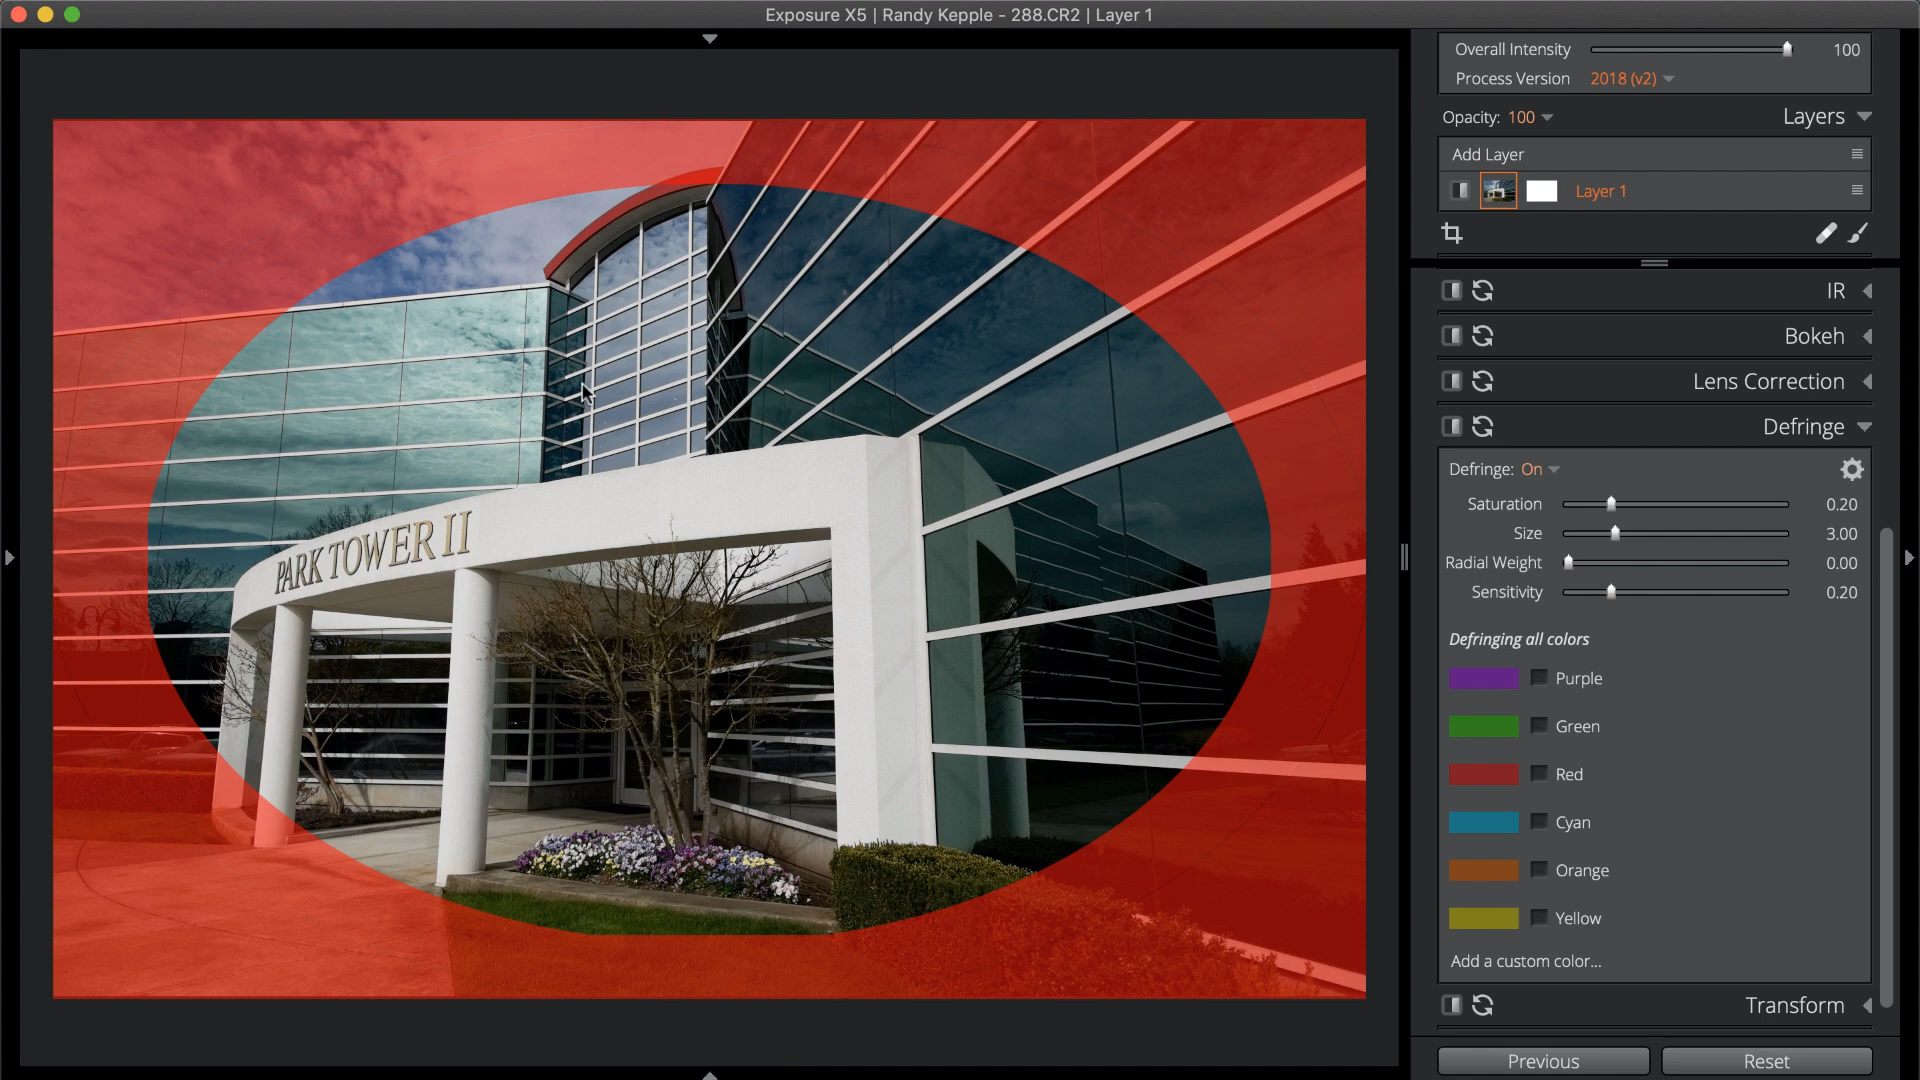 Exposure X5 | Randy Kepple - 288.CR2 | Layer 1
Overall Intensity 100
Process Version 2018 (v2)
Opacity: 100 Layers
Add Layer
Layer 1
IR
Bokeh
Lens Correction
Defringe
Defringe: On
Saturation 0.20
Size 3.00
Radial Weight 0.00
Sensitivity 0.20
Defringing all colors
Purple
Green
Red
Cyan
Orange
Yellow
Add a custom color...
Transform
Previous Reset
PARK TOWER II